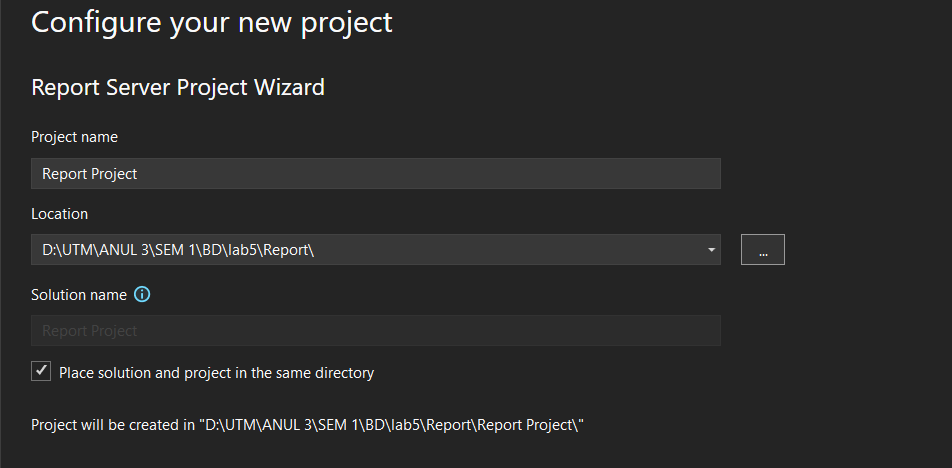 Configure your new project
Report Server Project Wizard
Project name
Report Project
Location
D:\UTM\ANUL 3\SEM 1\BD\lab5\Report\
...
Solution name
Report Project
Place solution and project in the same directory
Project will be created in "D:\UTM\ANUL 3\SEM 1\BD\lab5\Report\Report Project\"